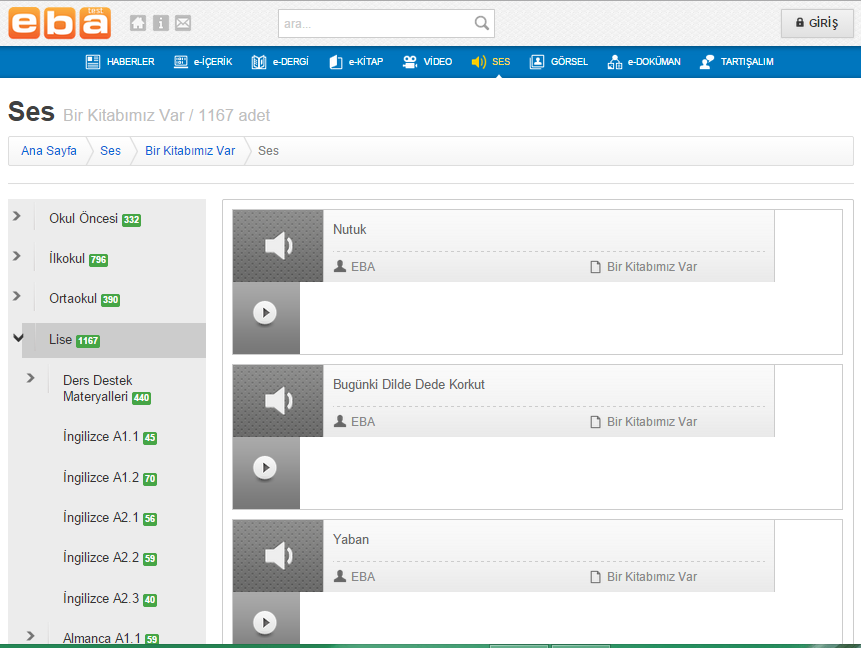 eba test
ara...
GİRİŞ
HABERLER e-İÇERİK e-DERGİ e-KİTAP VİDEO SES GÖRSEL e-DOKÜMAN TARTIŞALIM
Ses Bir Kitabımız Var / 1167 adet
Ana Sayfa Ses Bir Kitabımız Var Ses
Okul Öncesi 332
İlkokul 796
Ortaokul 390
Lise 1167
Ders Destek
Materyalleri 440
İngilizce A1.1 45
İngilizce A1.2 70
İngilizce A2.1 56
İngilizce A2.2 59
İngilizce A2.3 40
Almanca A1.1 59
Nutuk
EBA Bir Kitabımız Var
Bugünki Dilde Dede Korkut
EBA Bir Kitabımız Var
Yaban
EBA Bir Kitabımız Var